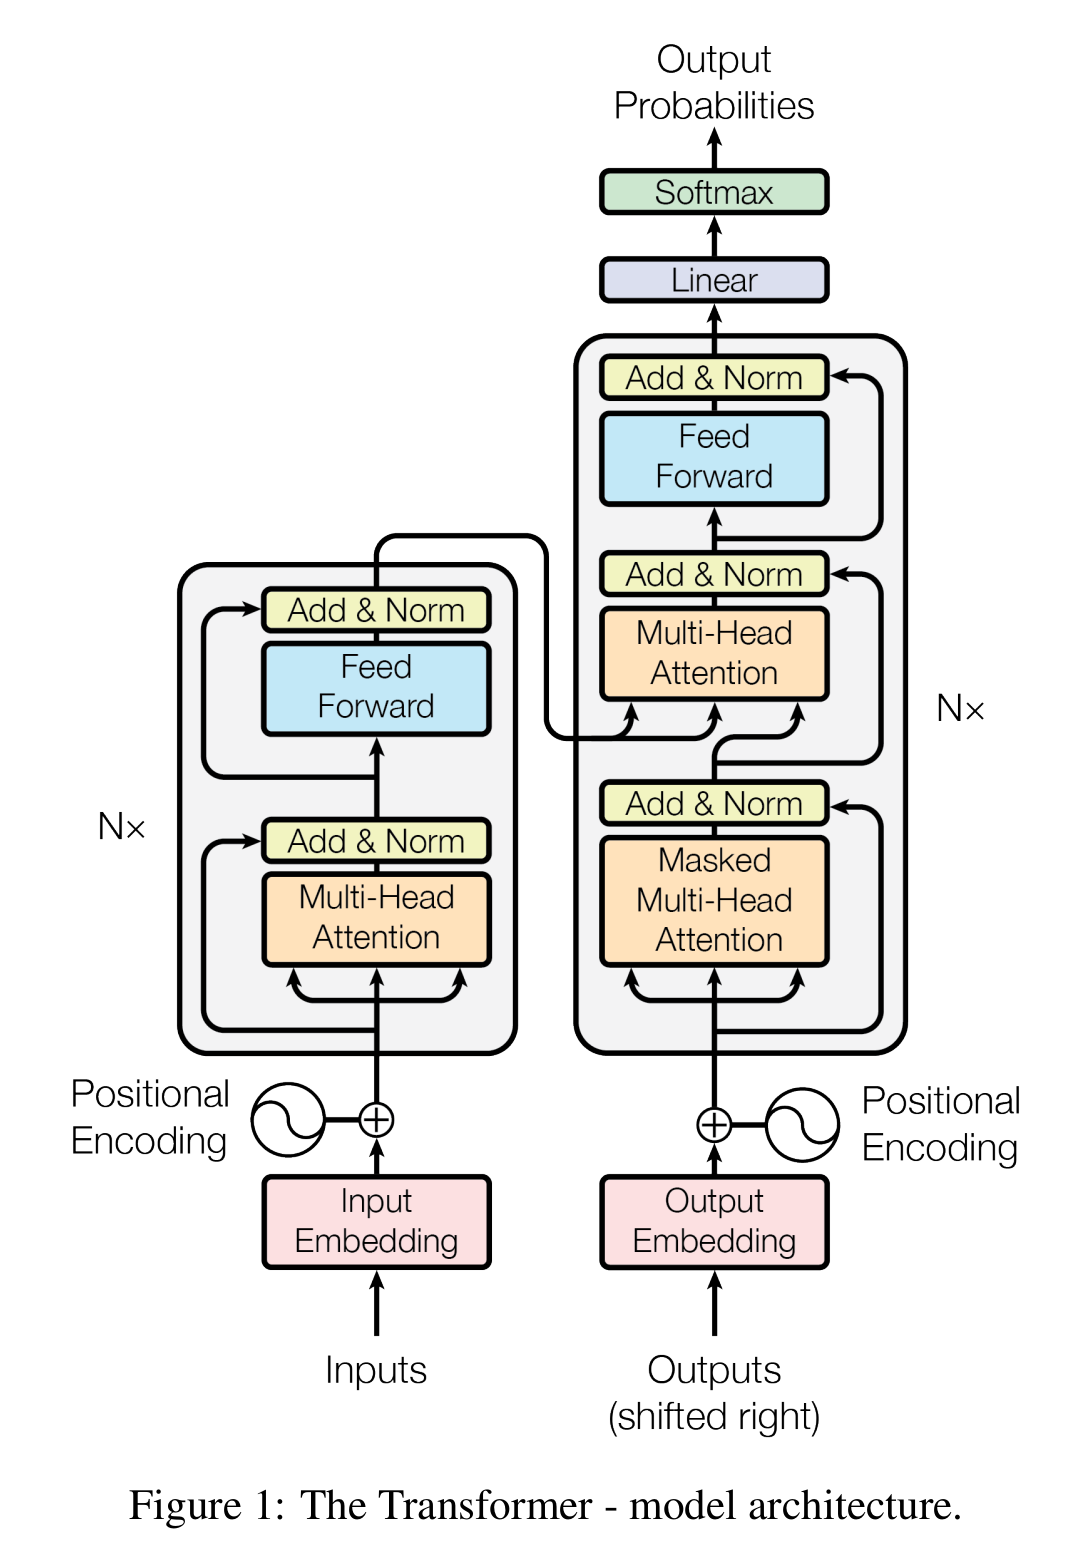 Output
Probabilities
Softmax
Linear
Add & Norm
Feed
Forward
Add & Norm
Multi-Head
Attention
Add & Norm
Masked
Multi-Head
Attention
N×
Add & Norm
Feed
Forward
Add & Norm
Multi-Head
Attention
N×
Positional
Encoding
Positional
Encoding
Input
Embedding
Output
Embedding
Inputs
Outputs
(shifted right)
Figure 1: The Transformer - model architecture.